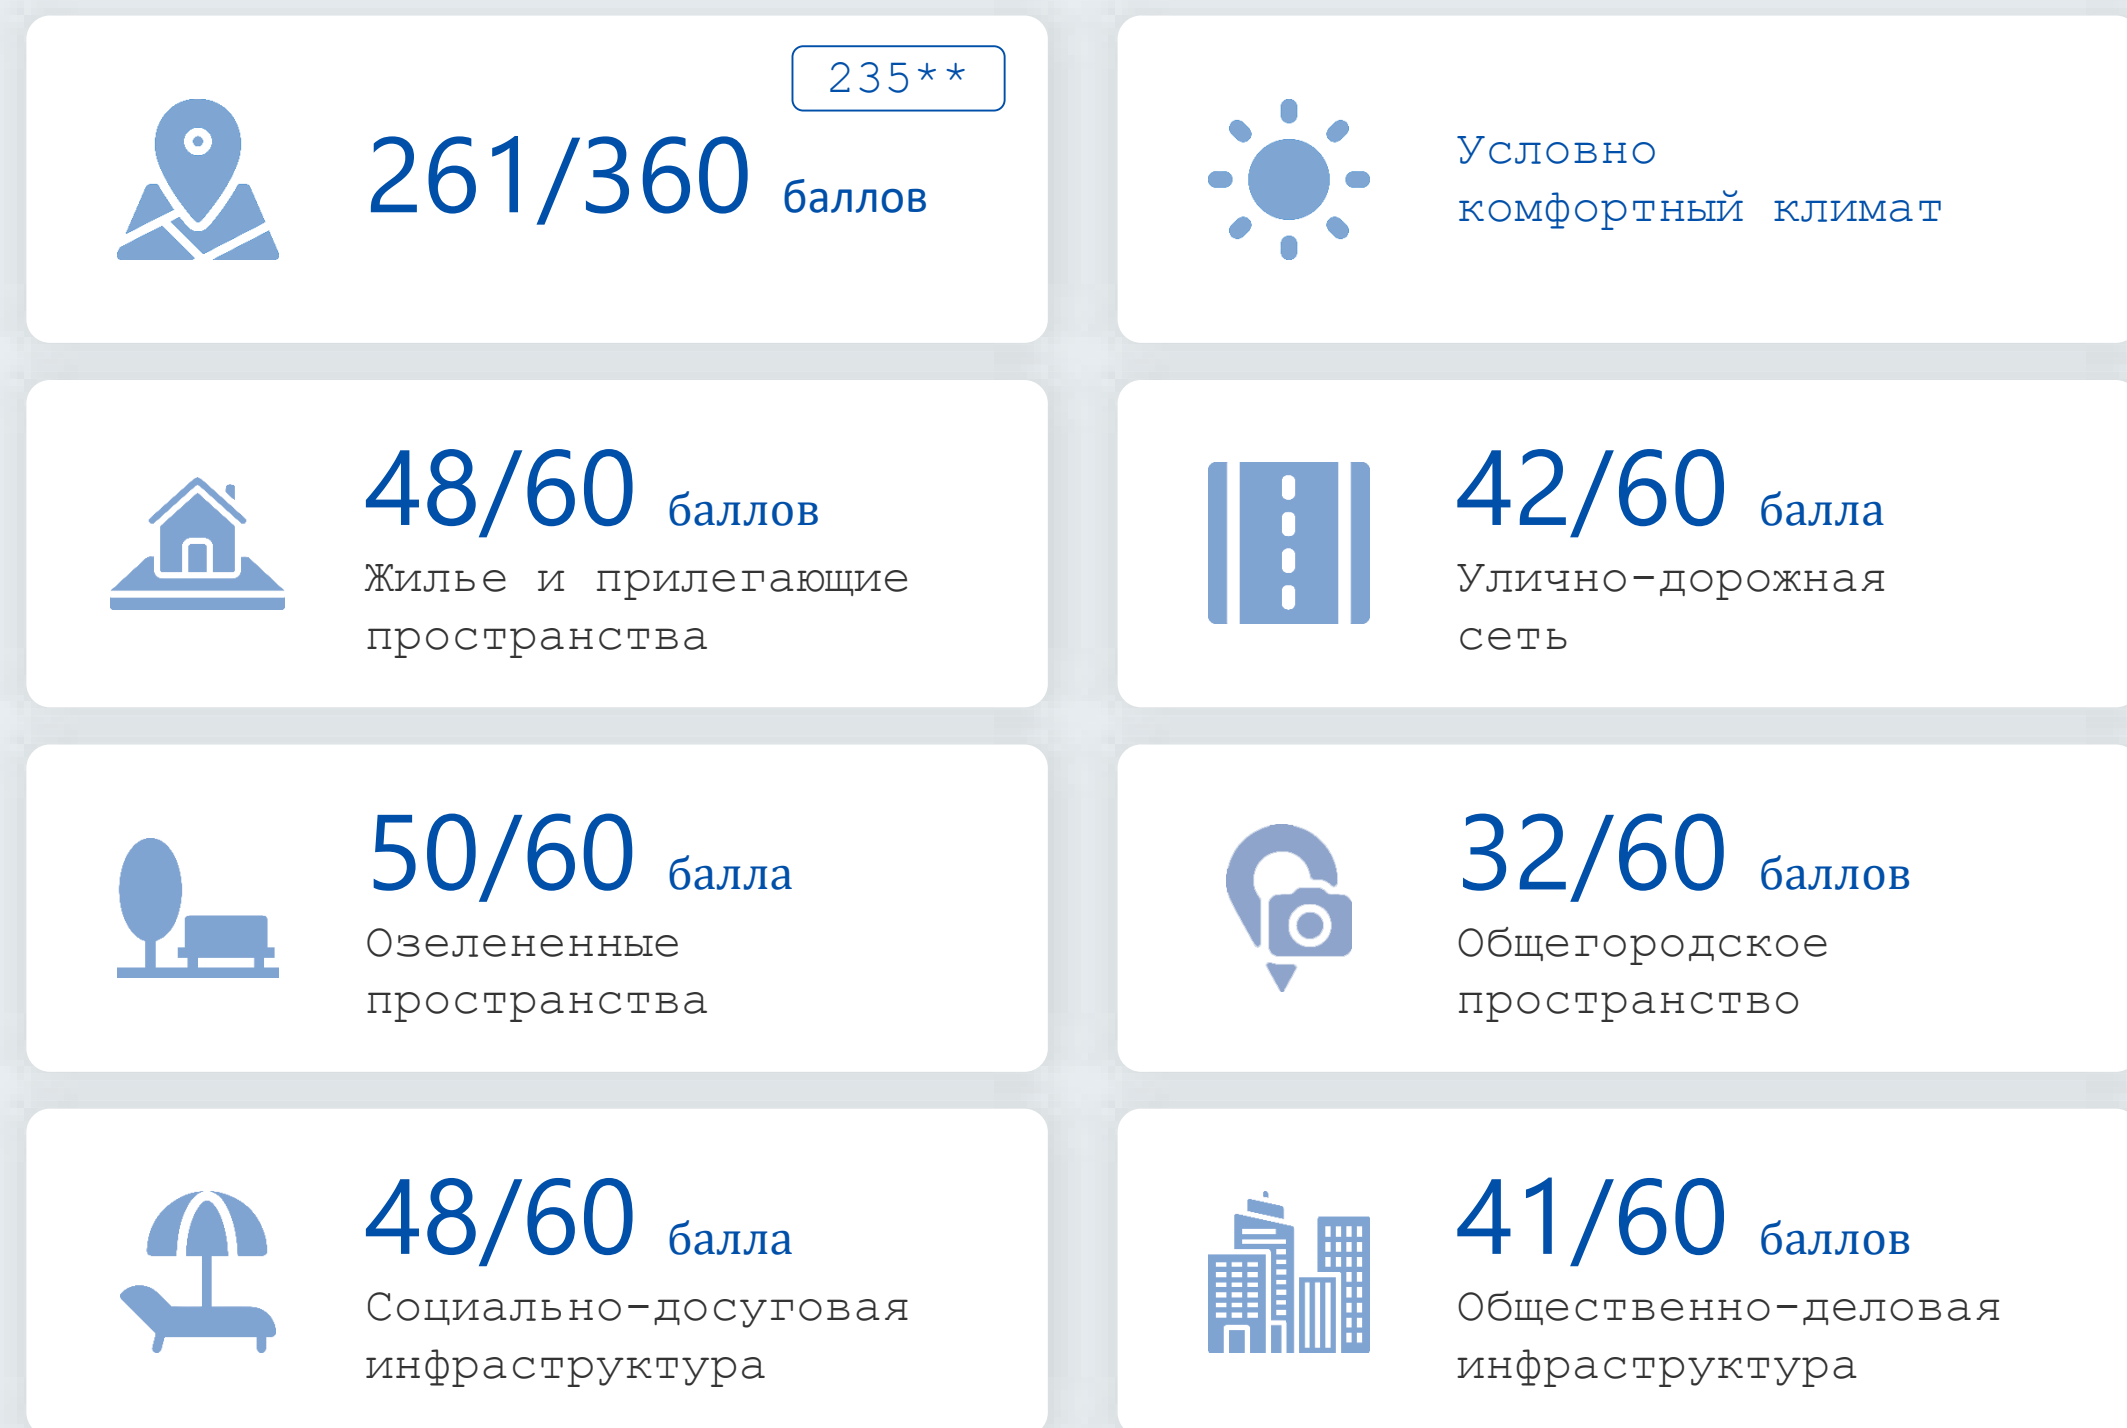 235**
261/360 баллов
Условно
комфортный климат
48/60 баллов
Жилье и прилегающие
пространства
42/60 балла
Улично-дорожная
сеть
50/60 балла
Озелененные
пространства
32/60 баллов
Общегородское
пространство
48/60 балла
Социально-досуговая
инфраструктура
41/60 баллов
Общественно-деловая
инфраструктура